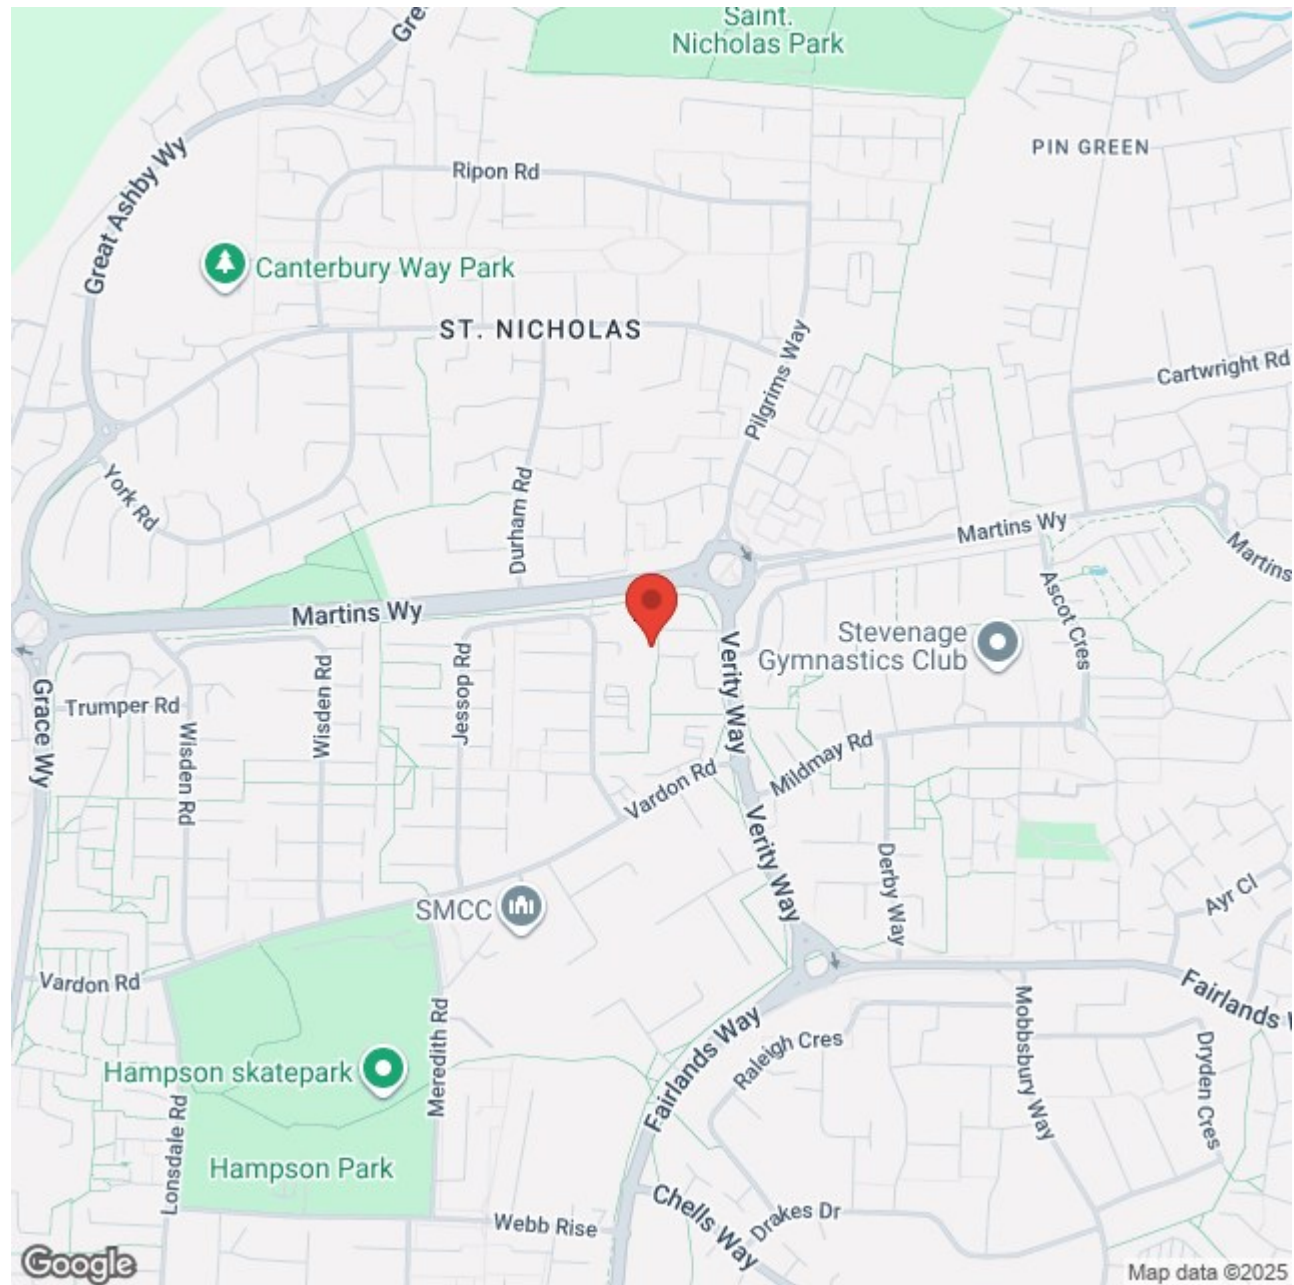 Saint.
Nicholas Park
Gre
PIN GREEN
Ripon Rd
Great Ashby Wy
Canterbury Way Park
ST. NICHOLAS
Pilgrims Way
Cartwright Rd
York Rd
Durham Rd
Martins Wy
Martins
Martins Wy
Ascot Cres
Stevenage
Gymnastics Club
Verity Way
Jessop Rd
Wisden Rd
Trumper Rd
Wisden Rd
Grace Wy
Mildmay Rd
Vardon Rd
Verity Way
Derby Way
Ayr Cl
SMCC
Vardon Rd
Fairlands W
Meredith Rd
Fairlands Way
Raleigh Cres
Mobbsbury Way
Dryden Cres
Hampson skatepark
Lonsdale Rd
Hampson Park
Webb Rise
Chells Way
Drakes Dr
Google
Map data ©2025